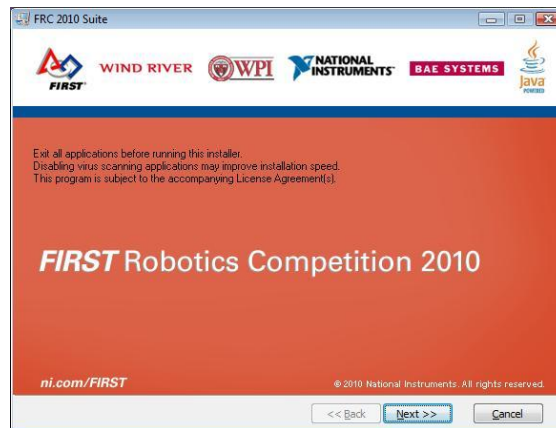 FRC 2010 Suite
FIRST
WIND RIVER
WPI
NATIONAL INSTRUMENTS
BAE SYSTEMS
Java
POWERED
Exit all applications before running this installer.
Disabling virus scanning applications may improve installation speed.
This program is subject to the accompanying License Agreement(s).
FIRST Robotics Competition 2010
ni.com/FIRST
© 2010 National Instruments. All rights reserved.
<< Back
Next >>
Cancel